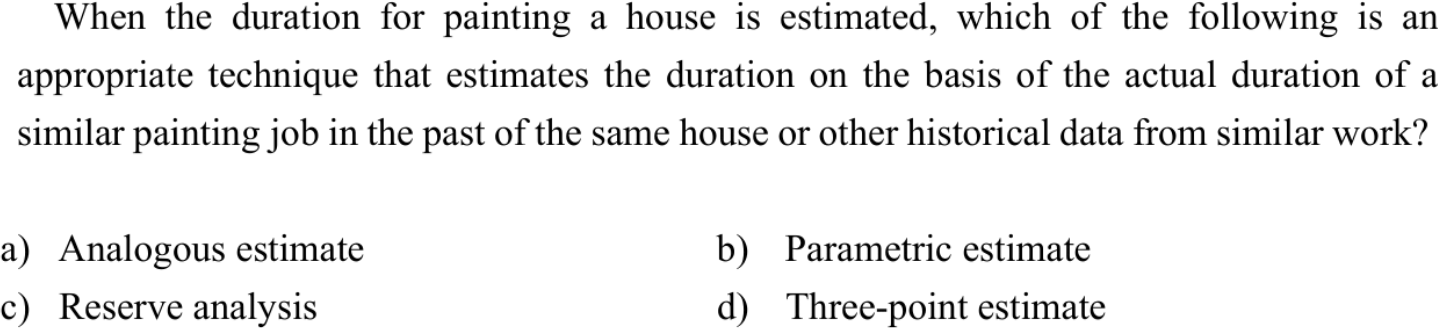 When the duration for painting a house is estimated, which of the following is an
appropriate technique that estimates the duration on the basis of the actual duration of a
similar painting job in the past of the same house or other historical data from similar work?
a) Analogous estimate b) Parametric estimate
c) Reserve analysis d) Three-point estimate